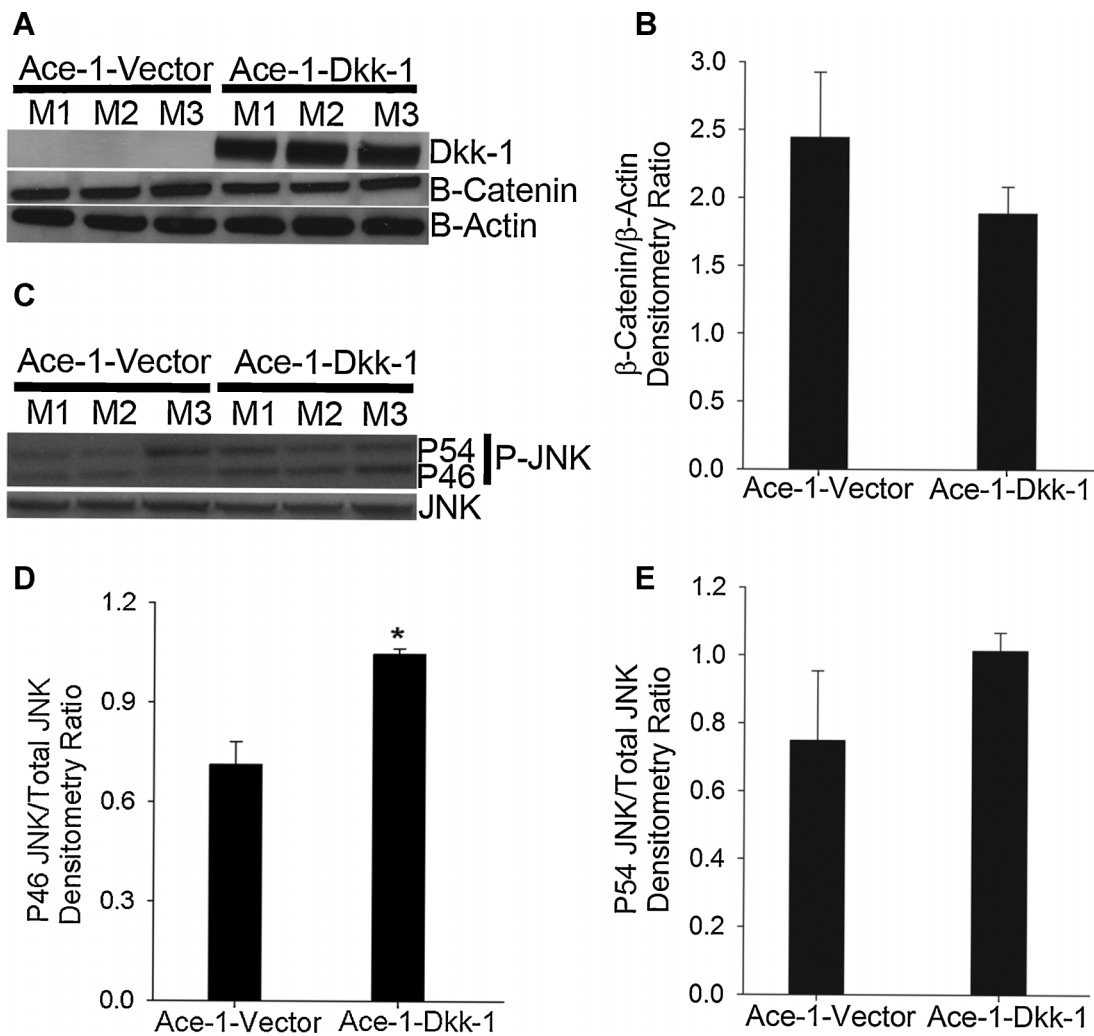 A
Ace-1-Vector Ace-1-Dkk-1
M1 M2 M3 M1 M2 M3
Dkk-1
B-Catenin
B-Actin
B
β-Catenin/β-Actin
Densitometry Ratio
3.0
2.5
2.0
1.5
1.0
0.5
0.0
Ace-1-Vector Ace-1-Dkk-1
C
Ace-1-Vector Ace-1-Dkk-1
M1 M2 M3 M1 M2 M3
P54
P46
P-JNK
JNK
D
P46 JNK/Total JNK
Densitometry Ratio
1.2
0.9
0.6
0.3
0.0
*
Ace-1-Vector Ace-1-Dkk-1
E
P54 JNK/Total JNK
Densitometry Ratio
1.2
1.0
0.8
0.6
0.4
0.2
0.0
Ace-1-Vector Ace-1-Dkk-1